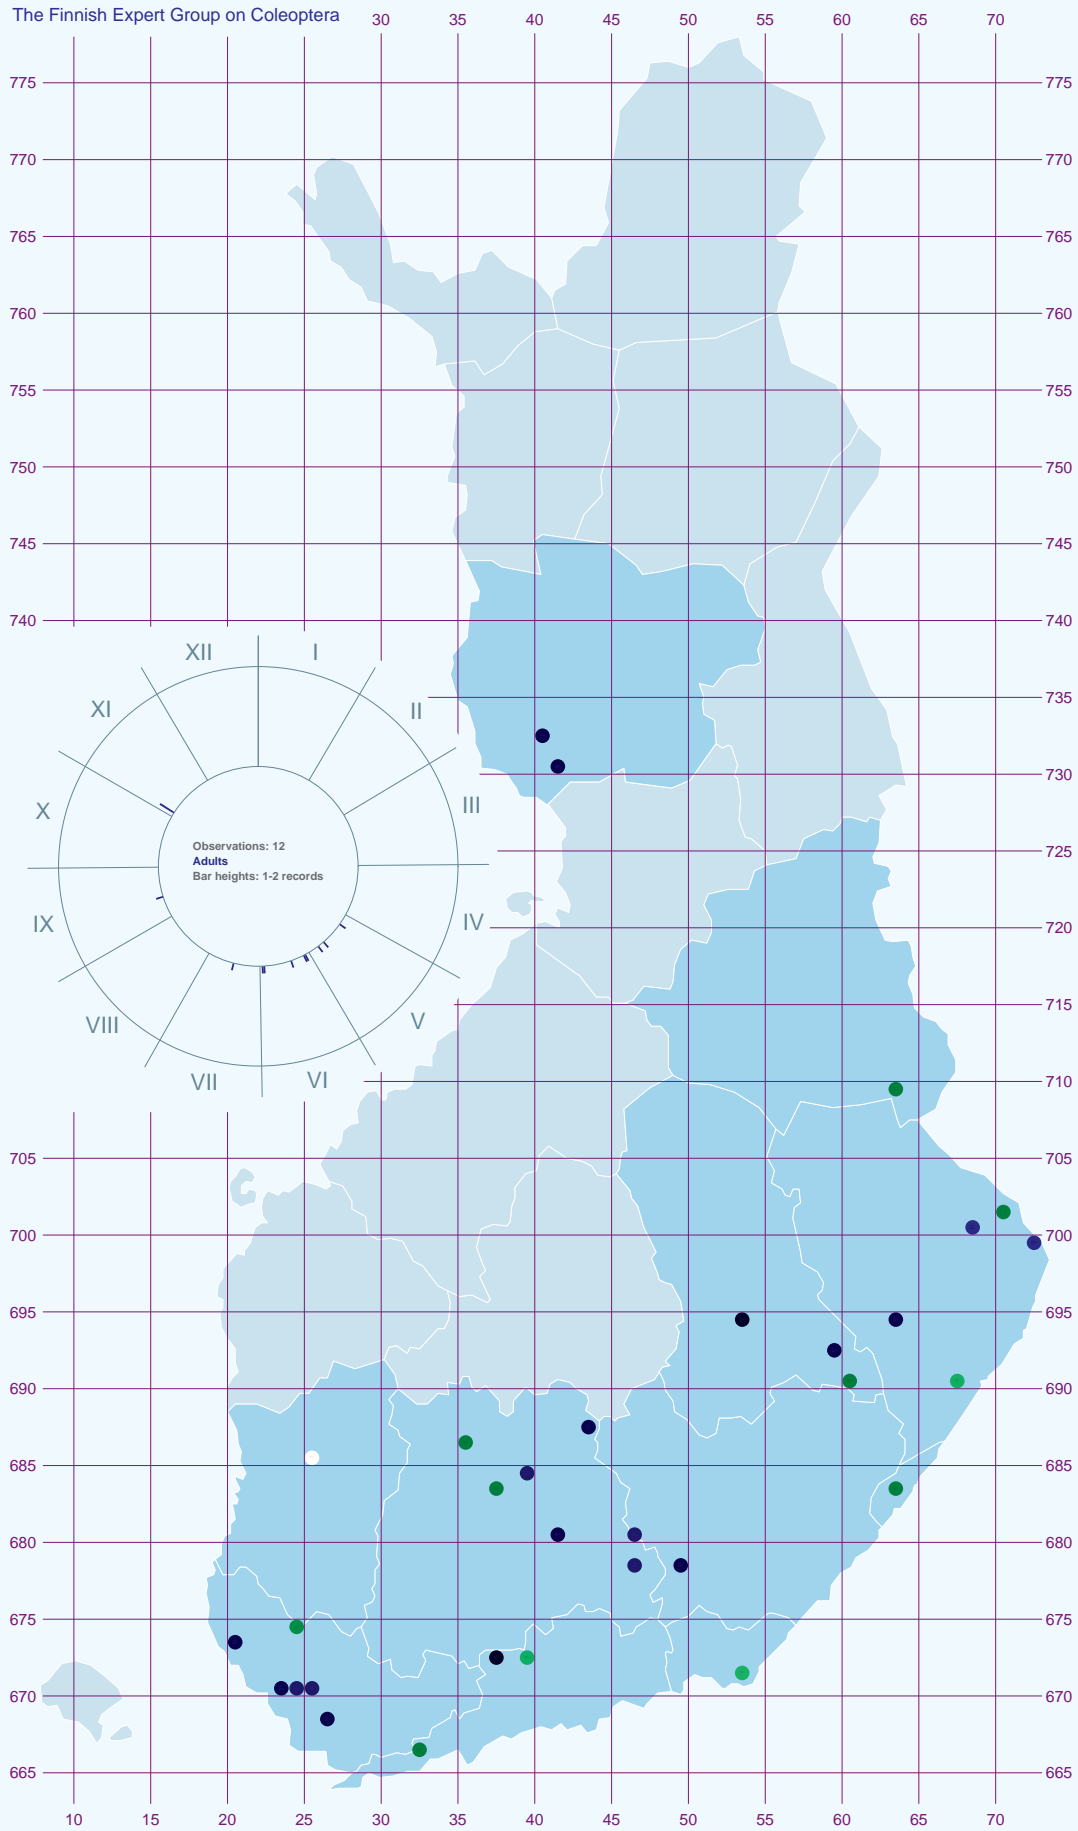 The Finnish Expert Group on Coleoptera 30 35 40 45 50 55 60 65 70
775 775
770 770
765 765
760 760
755 755
750 750
745 745
740 740
XII I
XI II
735
730
X III
Observations: 12
Adults
Bar heights: 1-2 records
725
IX IV
720
715
VIII V
VII VI
710
705 705
700 700
695 695
690 690
685 685
680 680
675 675
670 670
665 665
10 15 20 25 30 35 40 45 50 55 60 65 70